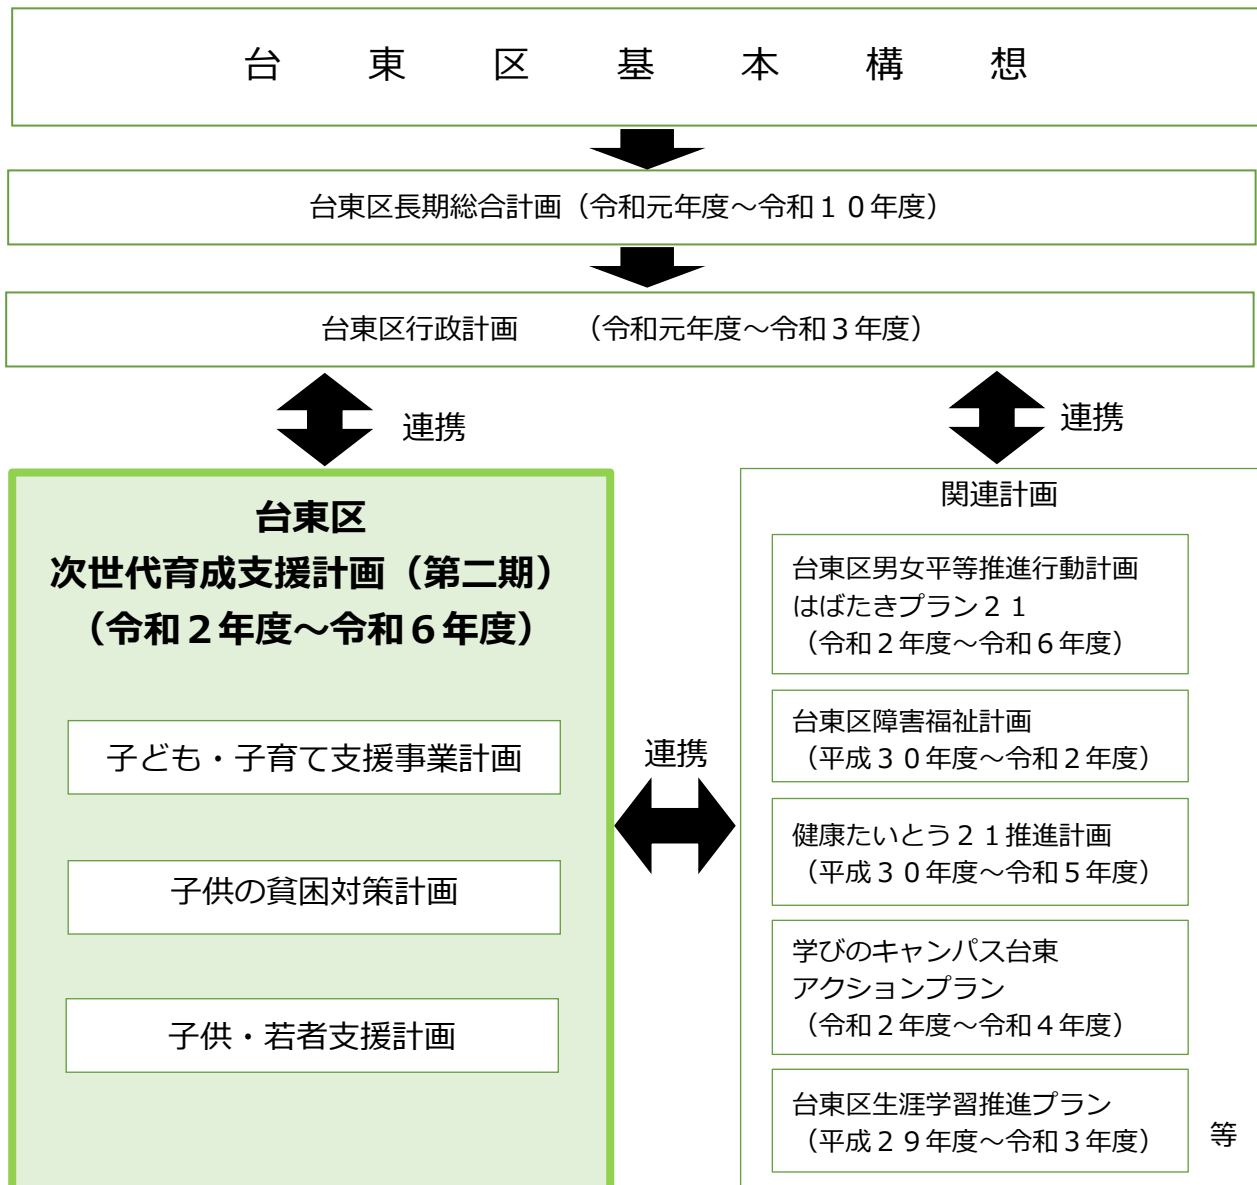 台東区基本構想
台東区長期総合計画（令和元年度～令和１０年度）
台東区行政計画　　（令和元年度～令和３年度）
連携
連携
台東区
次世代育成支援計画（第二期）
（令和２年度～令和６年度）
子ども・子育て支援事業計画
子供の貧困対策計画
子供・若者支援計画
連携
関連計画
台東区男女平等推進行動計画
はばたきプラン２１
（令和２年度～令和６年度）
台東区障害福祉計画
（平成３０年度～令和２年度）
健康たいとう２１推進計画
（平成３０年度～令和５年度）
学びのキャンパス台東
アクションプラン
（令和２年度～令和４年度）
台東区生涯学習推進プラン
（平成２９年度～令和３年度）
等